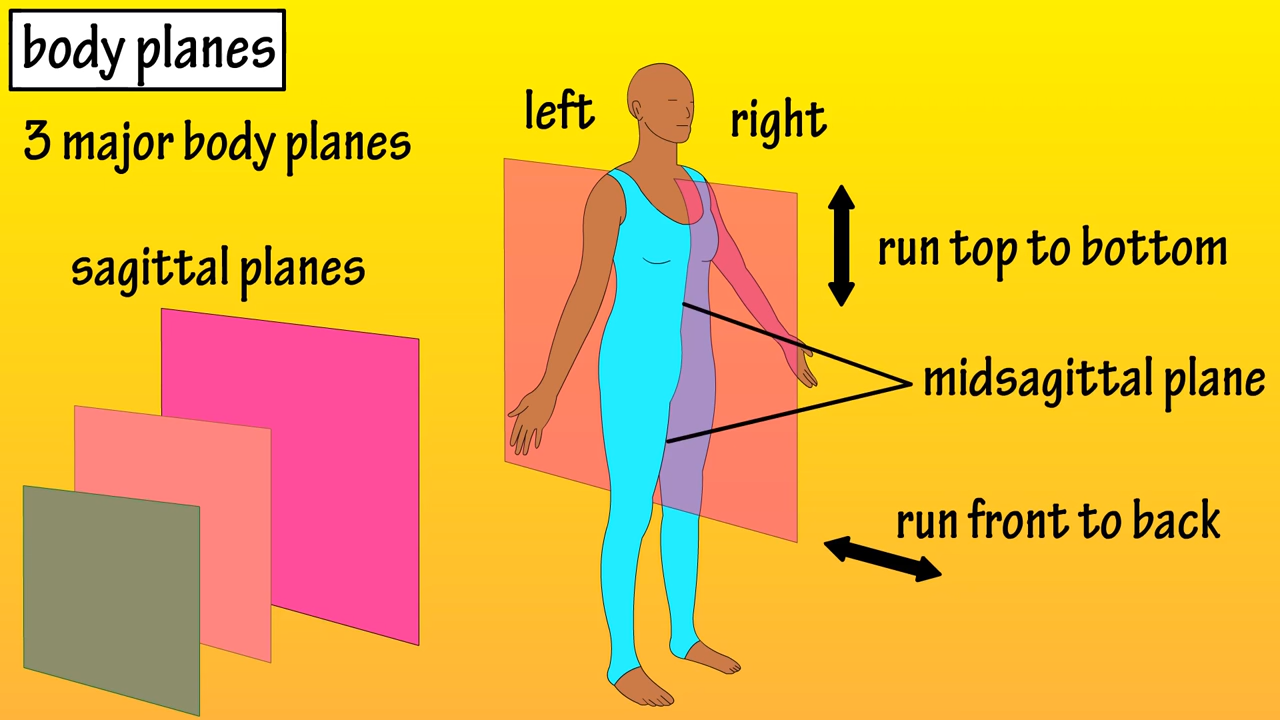 body planes
3 major body planes
sagittal planes
left
right
run top to bottom
midsagittal plane
run front to back